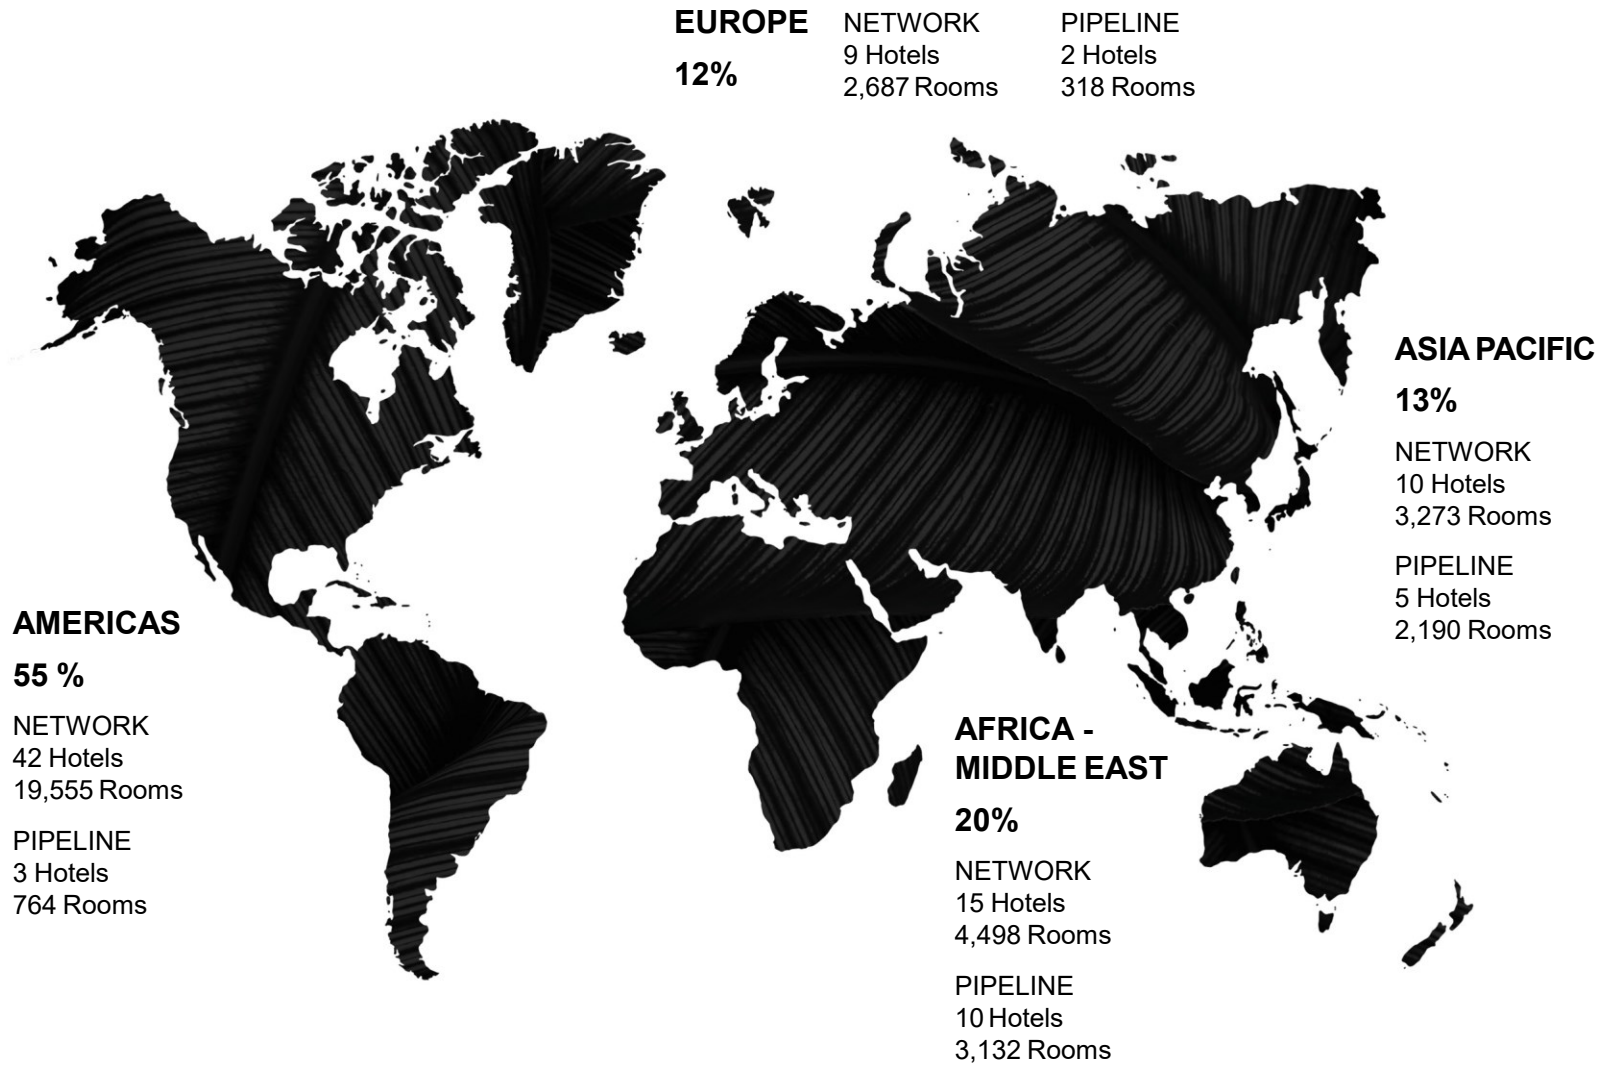 EUROPE
12%
NETWORK
9 Hotels
2,687 Rooms
PIPELINE
2 Hotels
318 Rooms
ASIA PACIFIC
13%
NETWORK
10 Hotels
3,273 Rooms
PIPELINE
5 Hotels
2,190 Rooms
AMERICAS
55 %
NETWORK
42 Hotels
19,555 Rooms
PIPELINE
3 Hotels
764 Rooms
AFRICA -
MIDDLE EAST
20%
NETWORK
15 Hotels
4,498 Rooms
PIPELINE
10 Hotels
3,132 Rooms